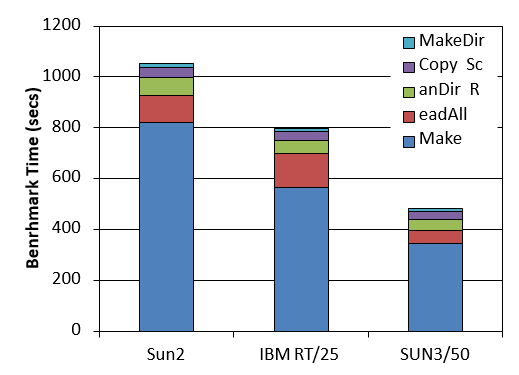 1200
1000
800
600
400
200
0
Benrhmark Time (secs)
MakeDir
Copy Sc
anDir R
eadAll
Make
Sun2 IBM RT/25 SUN3/50